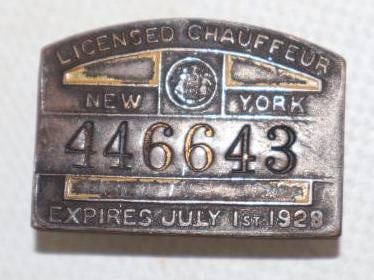 LICENSED CHAUFFEUR
NEW YORK
446643
EXPIRES JULY 1ST 1928